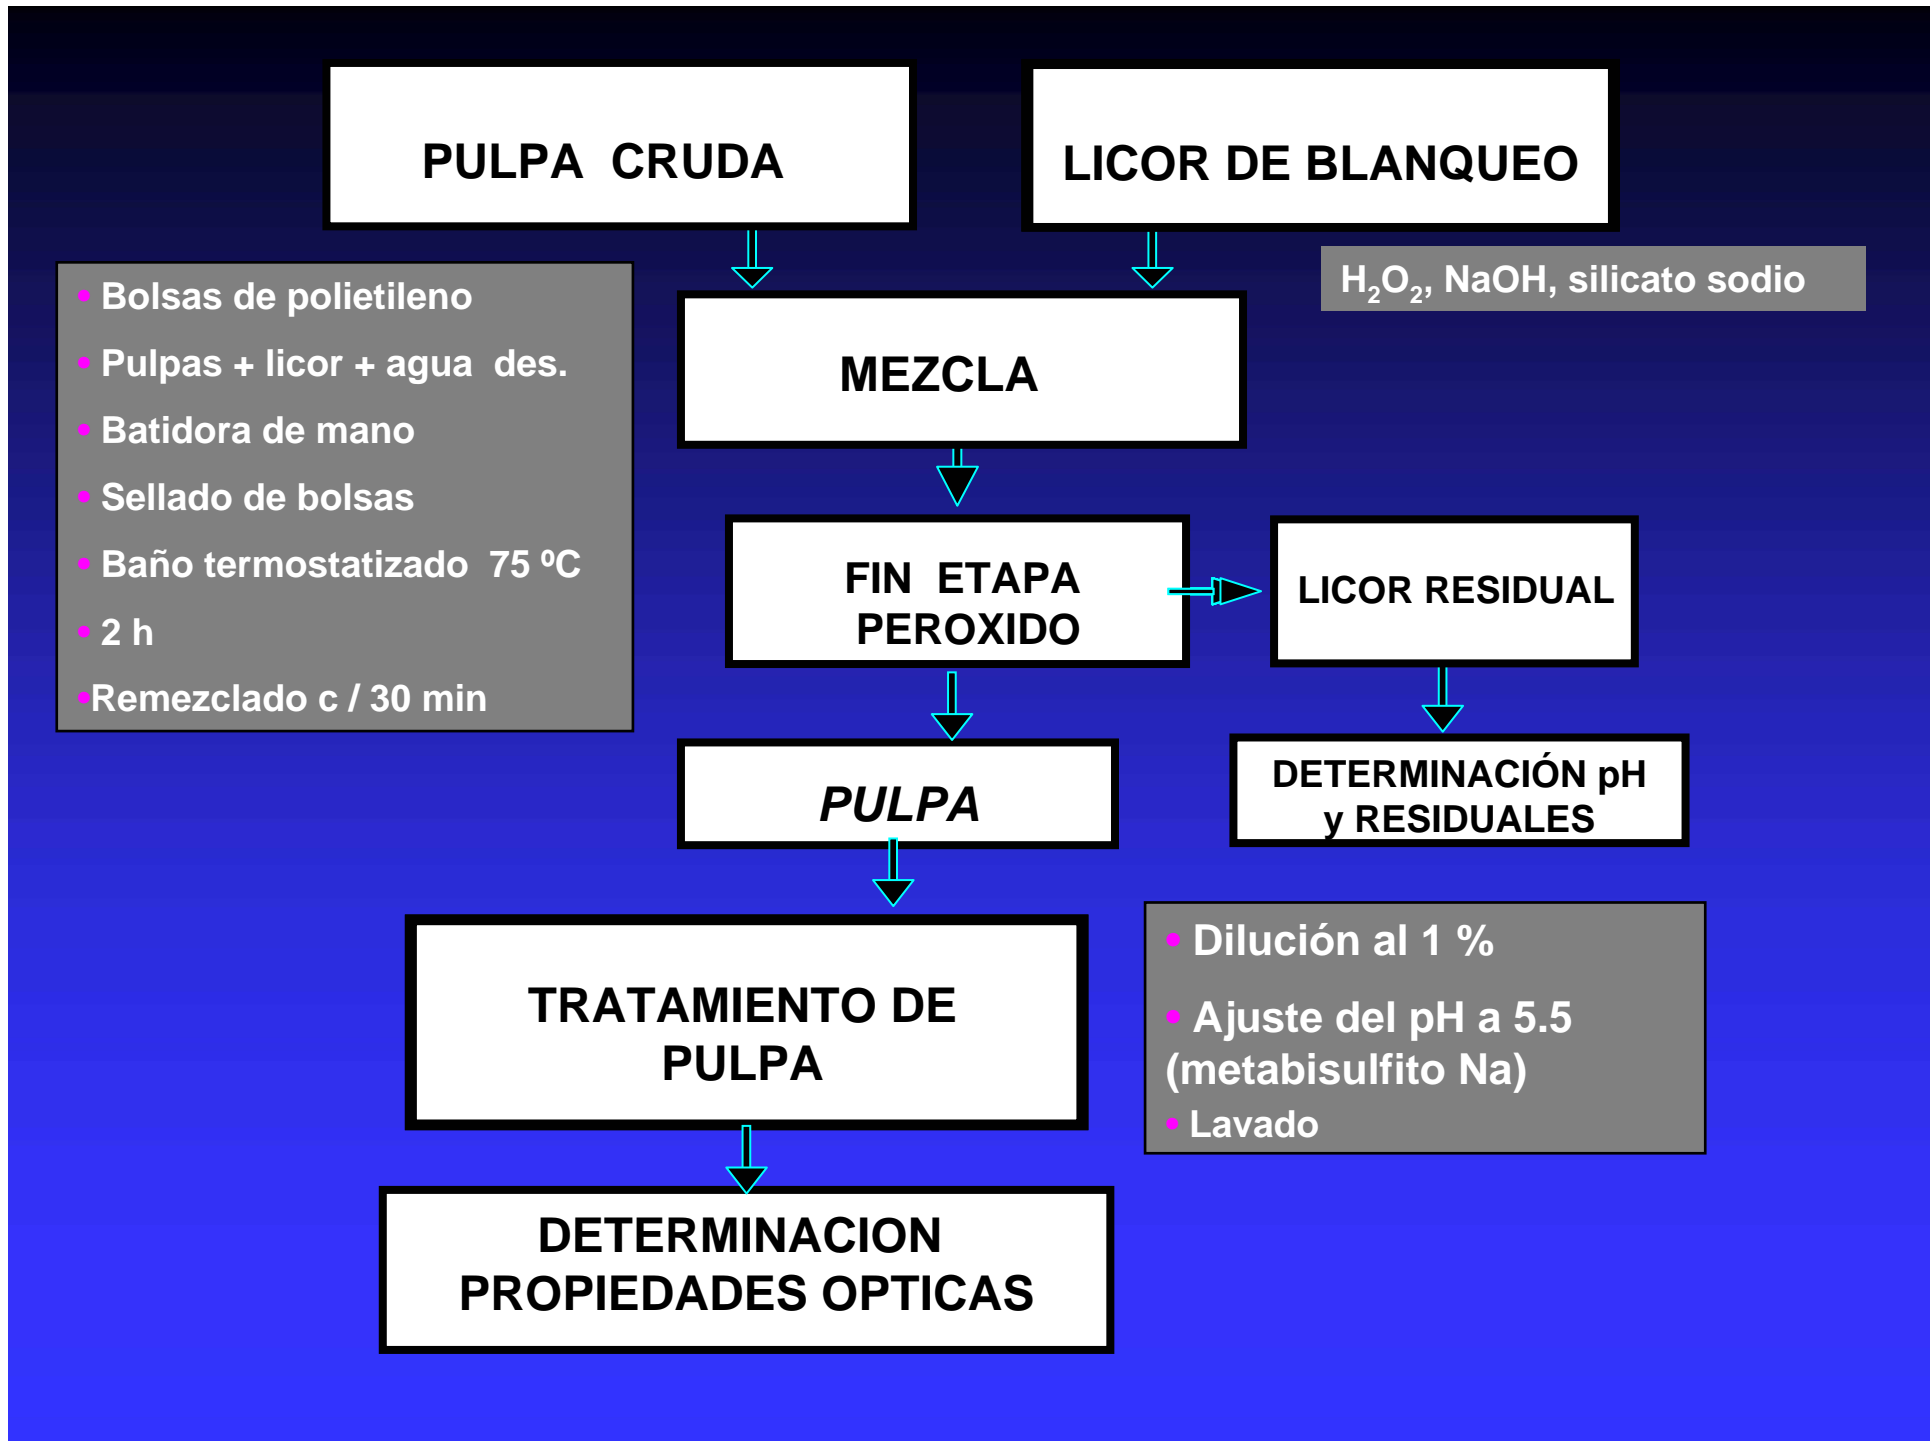 PULPA CRUDA
LICOR DE BLANQUEO
H₂O₂, NaOH, silicato sodio
• Bolsas de polietileno
• Pulpas + licor + agua des.
• Batidora de mano
• Sellado de bolsas
• Baño termostatizado 75 ºC
• 2 h
•Remezclado c / 30 min
MEZCLA
FIN ETAPA
PEROXIDO
LICOR RESIDUAL
PULPA
DETERMINACIÓN pH
y RESIDUALES
TRATAMIENTO DE
PULPA
• Dilución al 1 %
• Ajuste del pH a 5.5
(metabisulfito Na)
• Lavado
DETERMINACION
PROPIEDADES OPTICAS